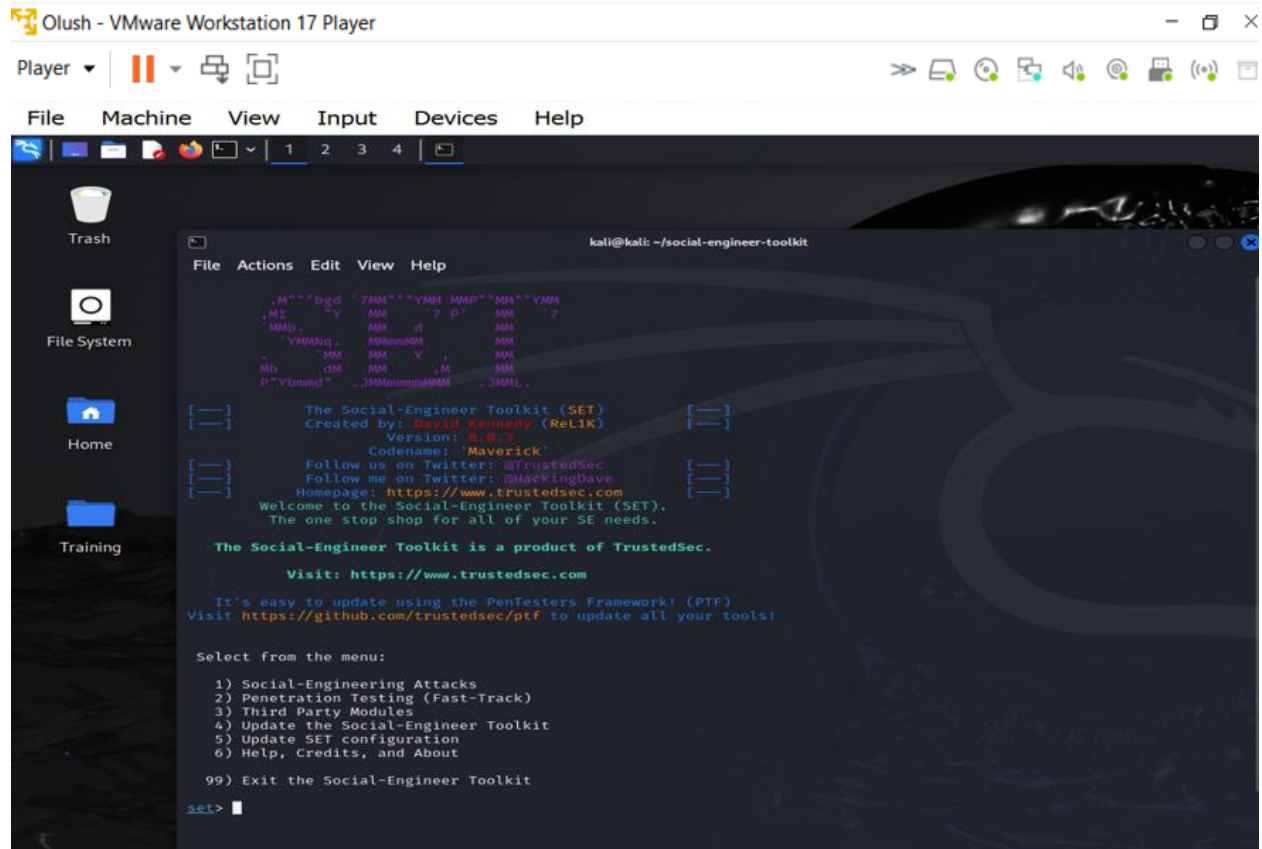 Olush - VMware Workstation 17 Player
Player
File Machine View Input Devices Help
1 2 3 4
Trash
File System
Home
Training
kali@kali: ~/social-engineer-toolkit
File Actions Edit View Help
[---] The Social-Engineer Toolkit (SET) [---]
[---] Created by: David Kennedy (ReL1K) [---]
Version: 8.0.3
Codename: 'Maverick'
[---] Follow us on Twitter: @TrustedSec [---]
[---] Follow me on Twitter: @HackingDave [---]
[---] Homepage: https://www.trustedsec.com [---]
Welcome to the Social-Engineer Toolkit (SET).
The one stop shop for all of your SE needs.
The Social-Engineer Toolkit is a product of TrustedSec.
Visit: https://www.trustedsec.com
It's easy to update using the PenTesters Framework! (PTF)
Visit https://github.com/trustedsec/ptf to update all your tools!
Select from the menu:
1) Social-Engineering Attacks
2) Penetration Testing (Fast-Track)
3) Third Party Modules
4) Update the Social-Engineer Toolkit
5) Update SET configuration
6) Help, Credits, and About
99) Exit the Social-Engineer Toolkit
set>